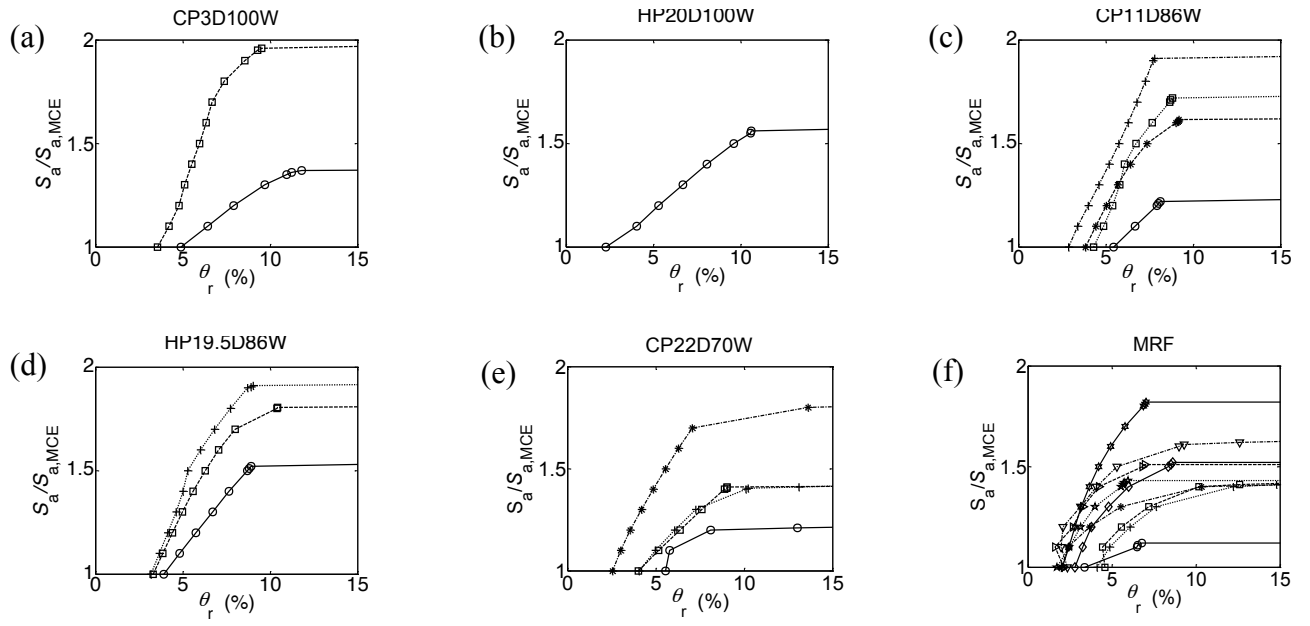 (a)
CP3D100W
2
1.5
1
Sa/Sa,MCE
0 5 10 15
θr (%)
(b)
HP20D100W
2
1.5
1
Sa/Sa,MCE
0 5 10 15
θr (%)
(c)
CP11D86W
2
1.5
1
Sa/Sa,MCE
0 5 10 15
θr (%)
(d)
HP19.5D86W
2
1.5
1
Sa/Sa,MCE
0 5 10 15
θr (%)
(e)
CP22D70W
2
1.5
1
Sa/Sa,MCE
0 5 10 15
θr (%)
(f)
MRF
2
1.5
1
Sa/Sa,MCE
0 5 10 15
θr (%)